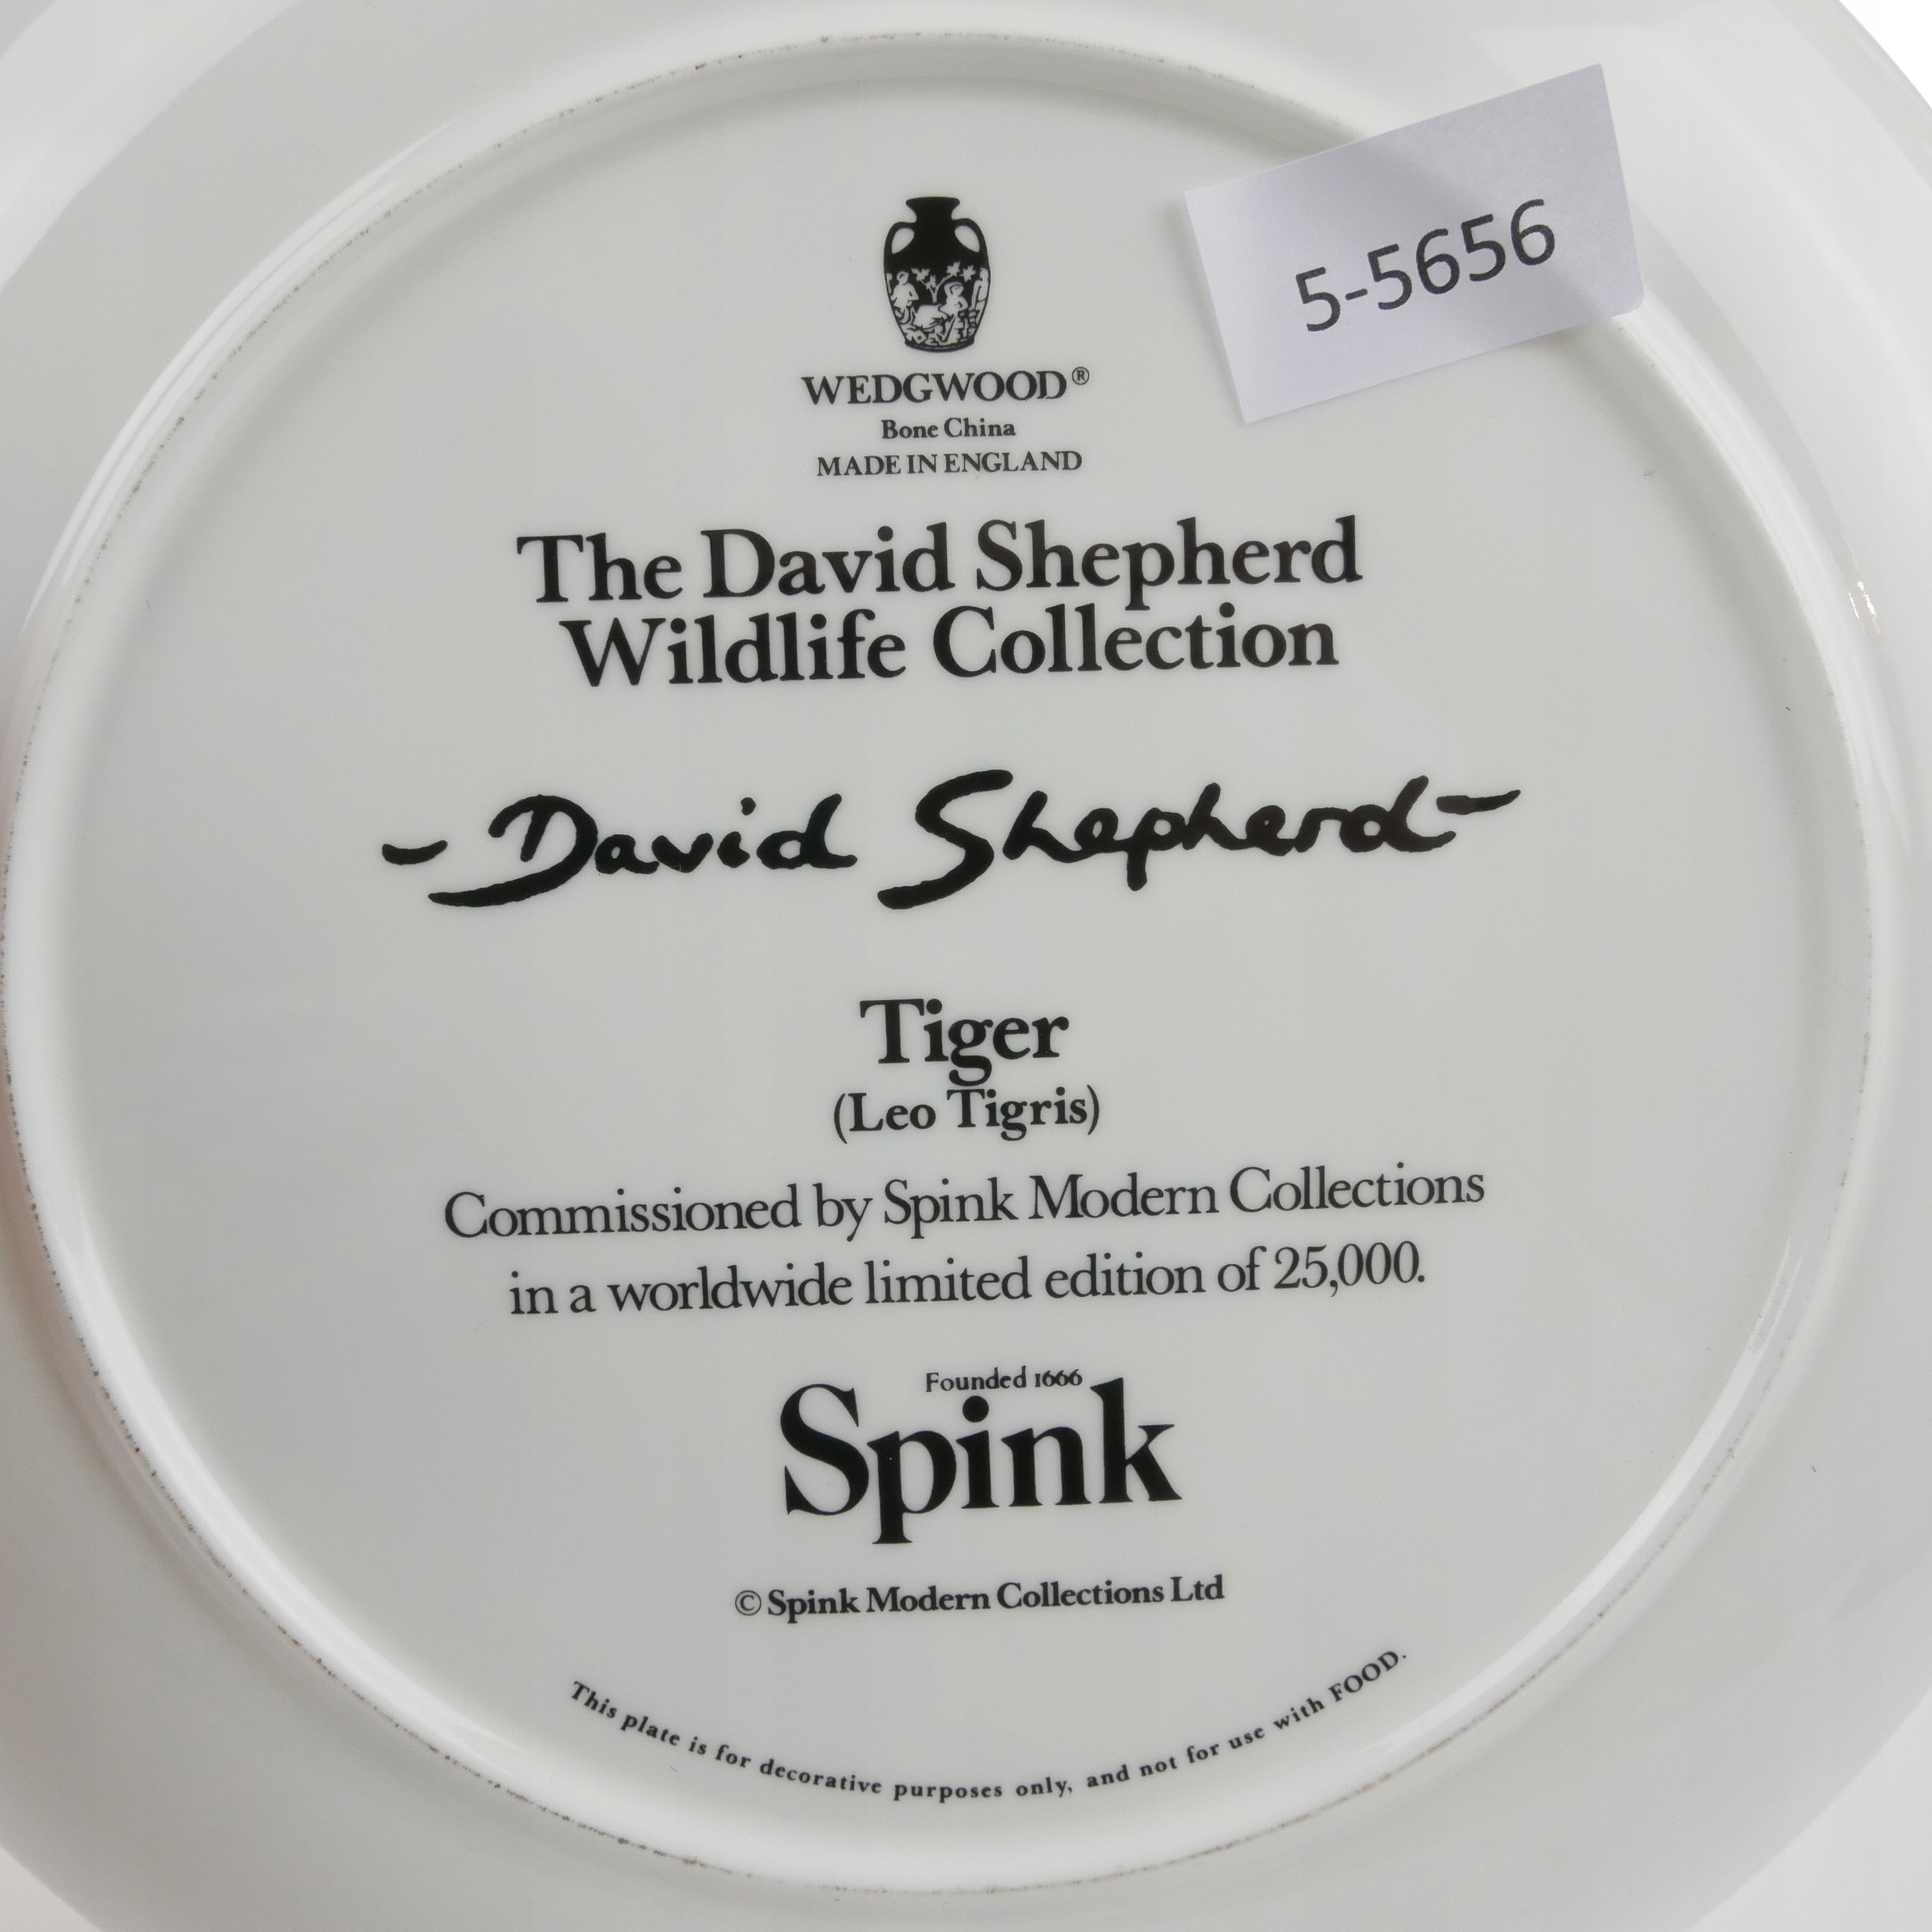 5-5656
WEDGWOOD®
Bone China
MADE IN ENGLAND
The David Shepherd
Wildlife Collection
- David Shepherd -
Tiger
(Leo Tigris)
Commissioned by Spink Modern Collections
in a worldwide limited edition of 25,000.
Founded 1666
Spink
© Spink Modern Collections Ltd
This plate is for decorative purposes only, and not for use with FOOD.